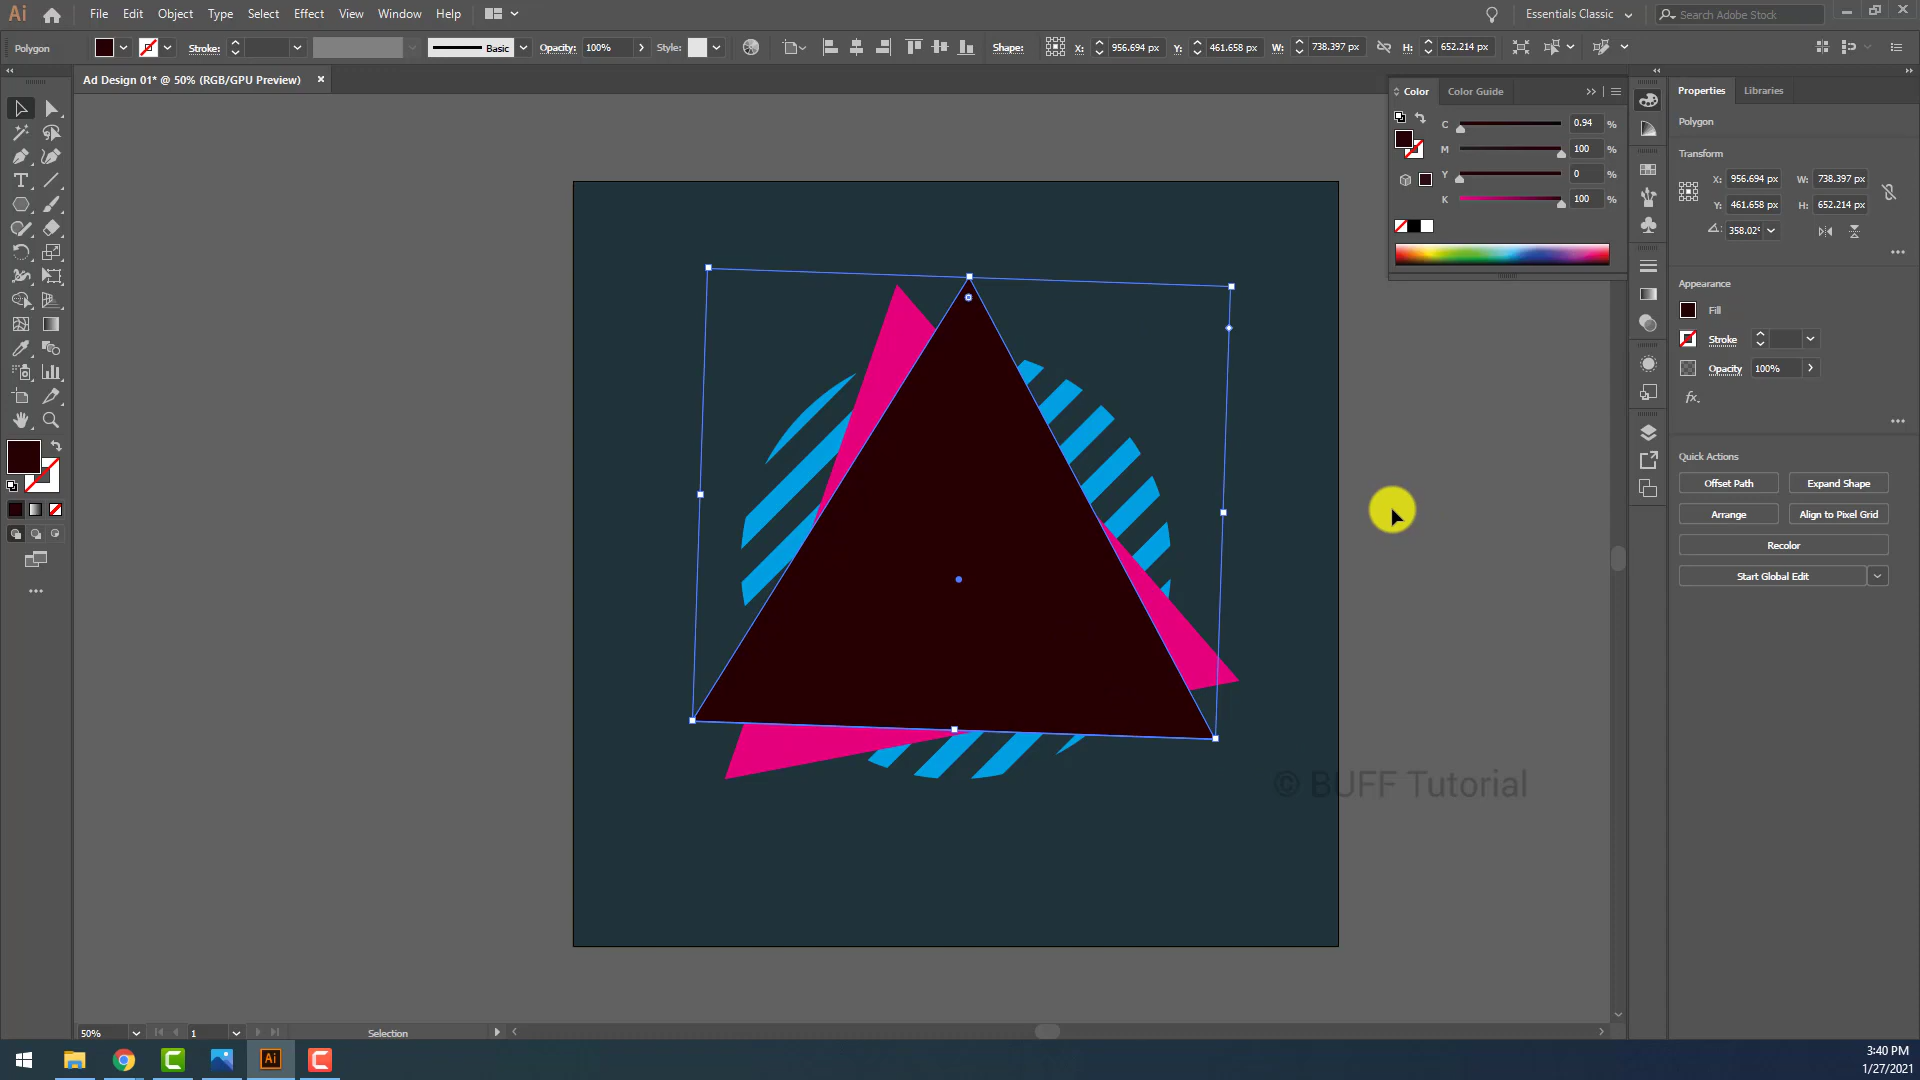 Ai File Edit Object Type Select Effect View Window Help Essentials Classic Search Adobe Stock
Polygon Stroke: Basic Opacity: 100% Style: Shape: X: 956.694 px Y: 461.658 px W: 738.397 px H: 652.214 px
Ad Design 01* @ 50% (RGB/GPU Preview)
Color Color Guide
C 0.94 %
M 100 %
Y 0 %
K 100 %
Properties Libraries
Polygon
Transform
X: 956.694 px W: 738.397 px
Y: 461.658 px H: 652.214 px
358.02°
Appearance
Fill
Stroke
Opacity 100%
fx
Quick Actions
Offset Path Expand Shape
Arrange Align to Pixel Grid
Recolor
Start Global Edit
© BUFF Tutorial
50% 1 Selection
Ai
3:40 PM
1/27/2021